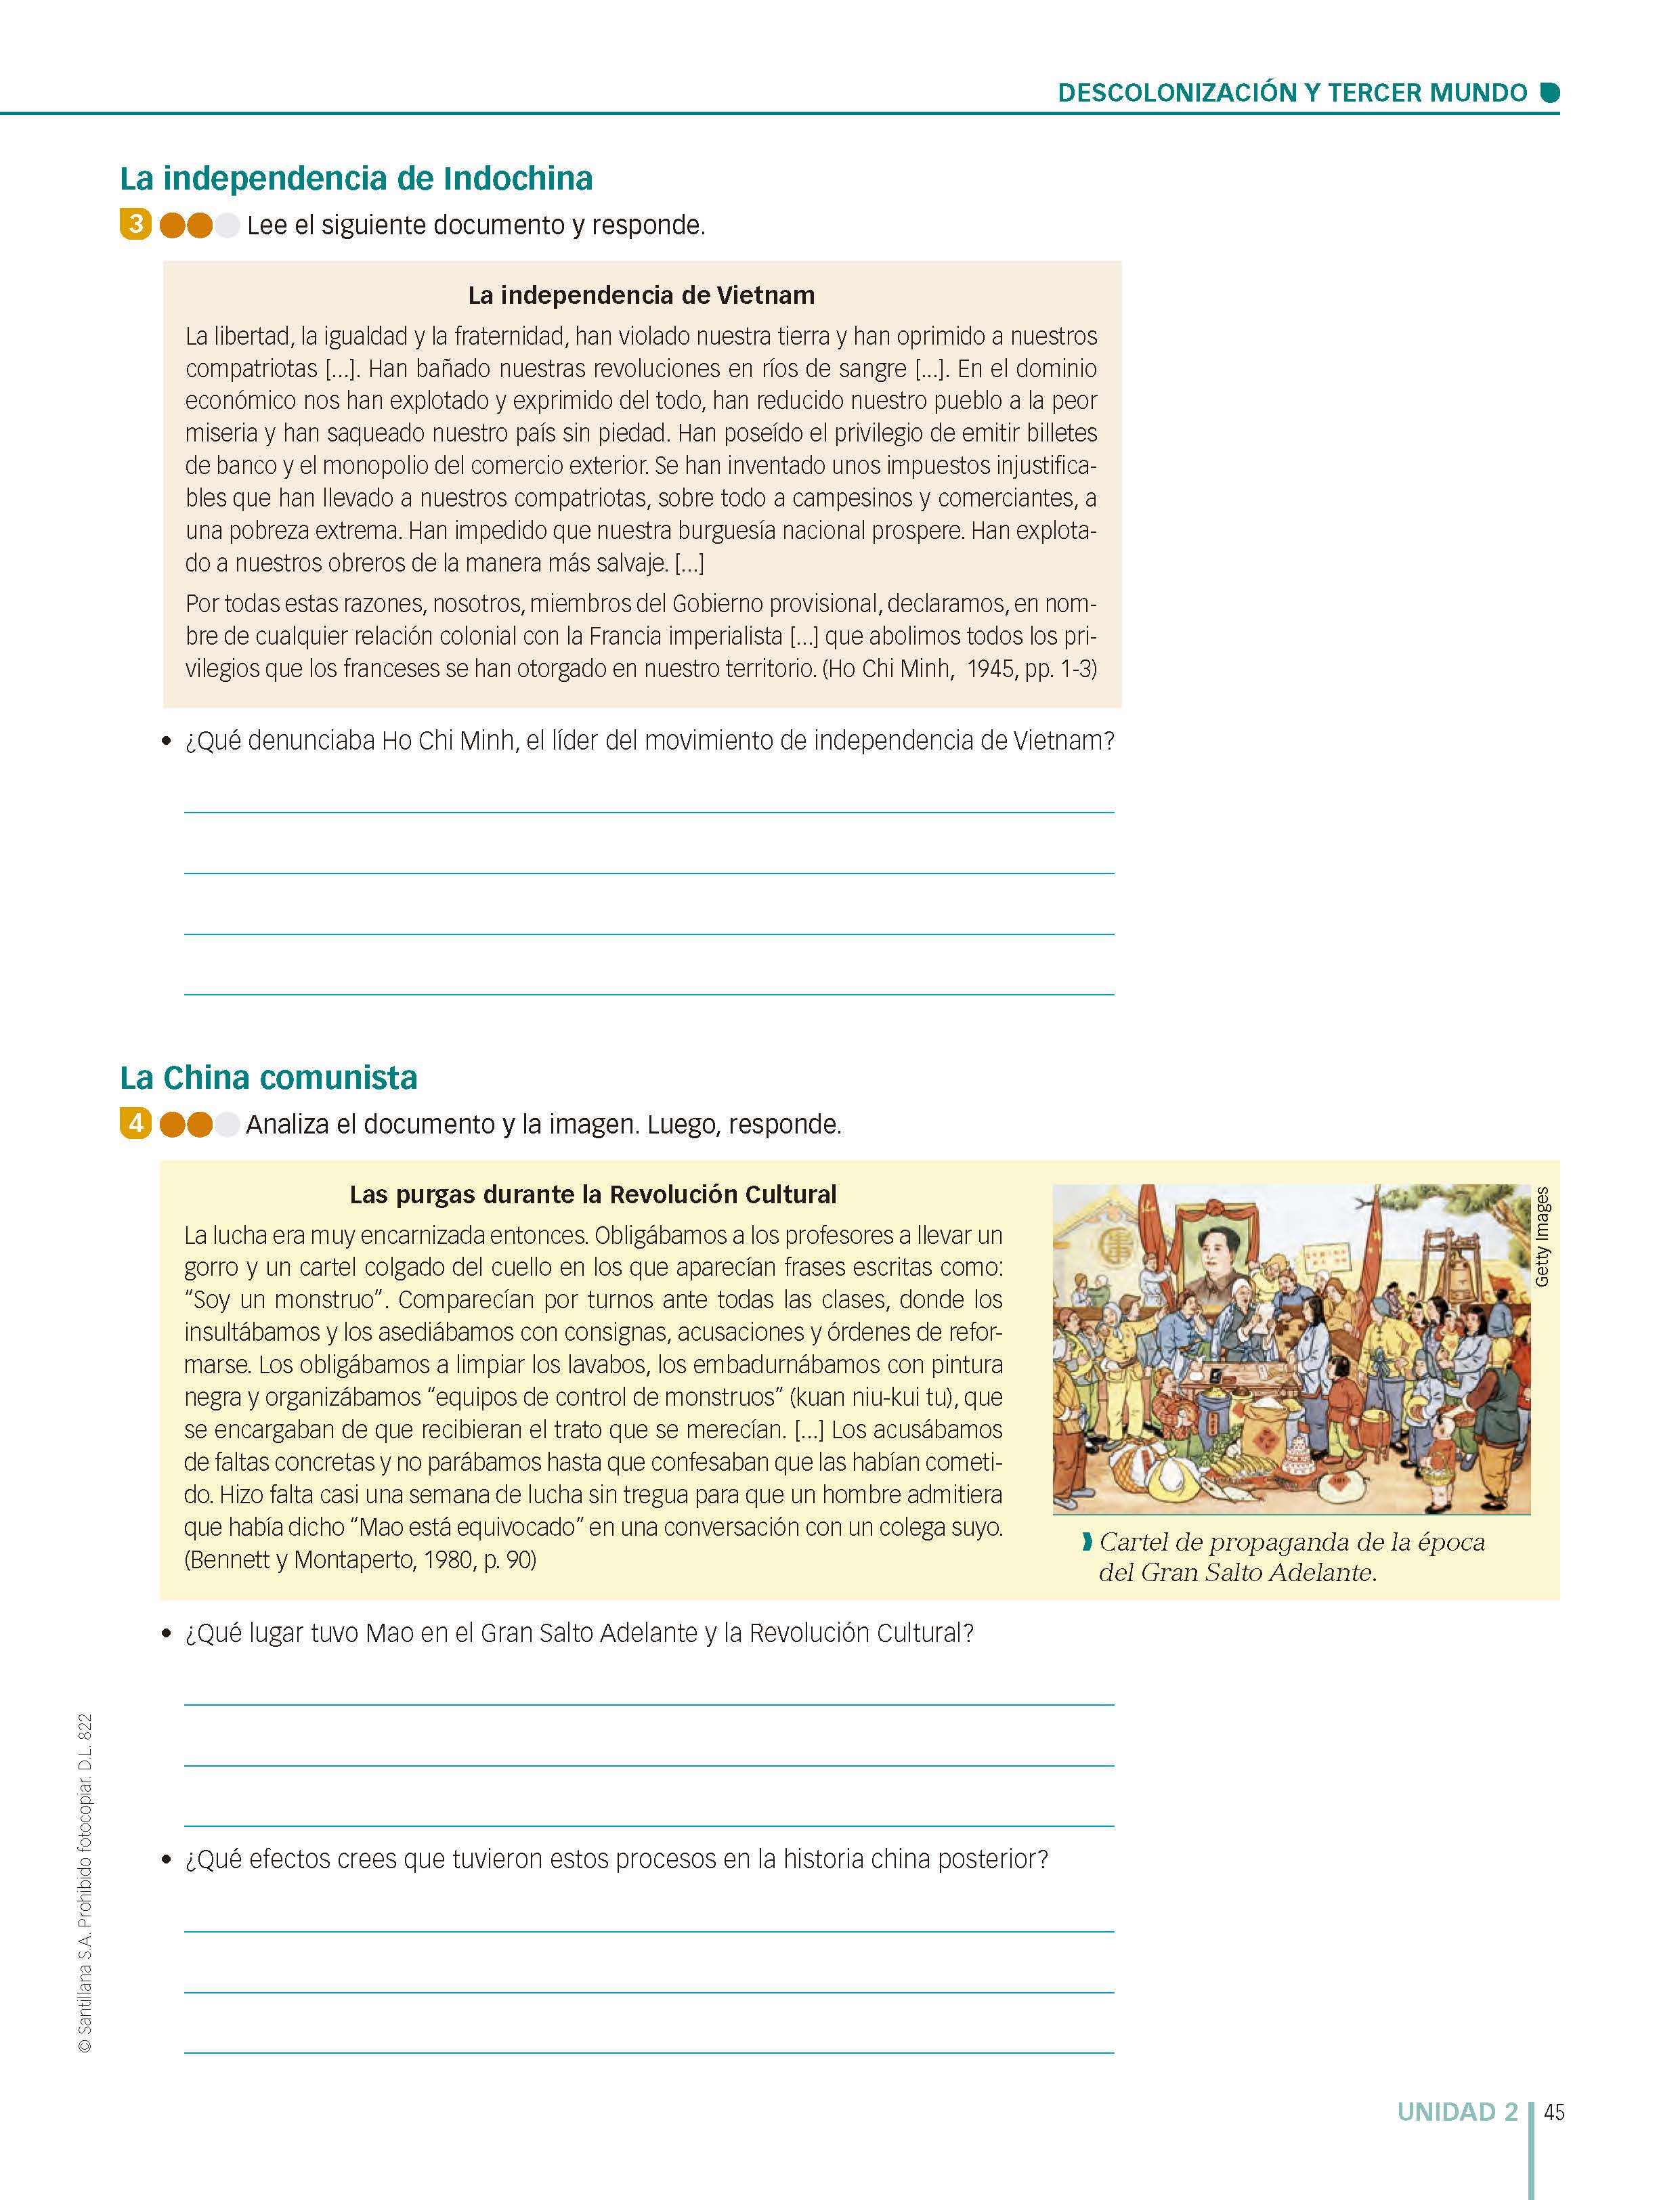 DESCOLONIZACIÓN Y TERCER MUNDO
La independencia de Indochina
3 Lee el siguiente documento y responde.
La independencia de Vietnam
La libertad, la igualdad y la fraternidad, han violado nuestra tierra y han oprimido a nuestros
compatriotas [...]. Han bañado nuestras revoluciones en ríos de sangre [...]. En el dominio
económico nos han explotado y exprimido del todo, han reducido nuestro pueblo a la peor
miseria y han saqueado nuestro país sin piedad. Han poseído el privilegio de emitir billetes
de banco y el monopolio del comercio exterior. Se han inventado unos impuestos injustifica-
bles que han llevado a nuestros compatriotas, sobre todo a campesinos y comerciantes, a
una pobreza extrema. Han impedido que nuestra burguesía nacional prospere. Han explota-
do a nuestros obreros de la manera más salvaje. [...]
Por todas estas razones, nosotros, miembros del Gobierno provisional, declaramos, en nom-
bre de cualquier relación colonial con la Francia imperialista [...] que abolimos todos los pri-
vilegios que los franceses se han otorgado en nuestro territorio. (Ho Chi Minh, 1945, pp. 1-3)
• ¿Qué denunciaba Ho Chi Minh, el líder del movimiento de independencia de Vietnam?
La China comunista
4 Analiza el documento y la imagen. Luego, responde.
Las purgas durante la Revolución Cultural
La lucha era muy encarnizada entonces. Obligábamos a los profesores a llevar un
gorro y un cartel colgado del cuello en los que aparecían frases escritas como:
“Soy un monstruo”. Comparecían por turnos ante todas las clases, donde los
insultábamos y los asediábamos con consignas, acusaciones y órdenes de refor-
marse. Los obligábamos a limpiar los lavabos, los embadurnábamos con pintura
negra y organizábamos “equipos de control de monstruos” (kuan niu-kui tu), que
se encargaban de que recibieran el trato que se merecían. [...] Los acusábamos
de faltas concretas y no parábamos hasta que confesaban que las habían cometi-
do. Hizo falta casi una semana de lucha sin tregua para que un hombre admitiera
que había dicho “Mao está equivocado” en una conversación con un colega suyo.
(Bennett y Montaperto, 1980, p. 90)
Getty Images
Cartel de propaganda de la época
del Gran Salto Adelante.
• ¿Qué lugar tuvo Mao en el Gran Salto Adelante y la Revolución Cultural?
• ¿Qué efectos crees que tuvieron estos procesos en la historia china posterior?
© Santillana S.A. Prohibido fotocopiar. D.L. 822
UNIDAD 2 45